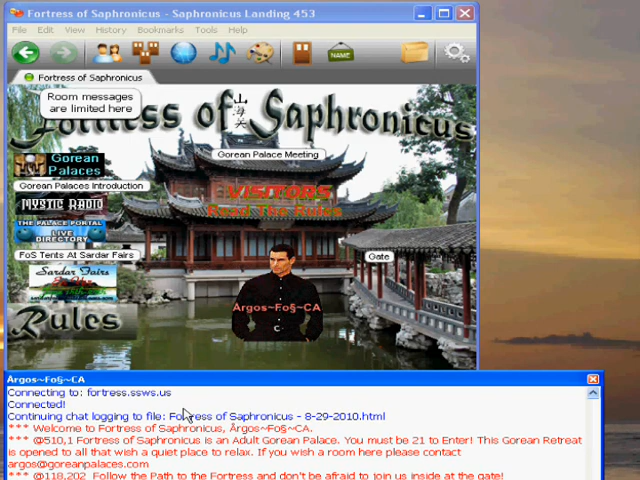 Fortress of Saphronicus - Saphronicus Landing 453
File Edit View History Bookmarks Tools Help
NAME
Fortress of Saphronicus
Room messages
are limited here
Fortress of Saphronicus
山
海
关
Gorean Palace Meeting
Gorean
Palaces
Gorean Palaces Introduction
VISITORS
Read The Rules
MYSTIC RADIO
THE PALACE PORTAL
LIVE
DIRECTORY
FoS Tents At Sardar Fairs
Gate
Sardar Fairs
Argos~Fo§~CA
Rules
Argos~Fo§~CA
Connecting to: fortress.ssws.us
Connected!
Continuing chat logging to file: Fortress of Saphronicus - 8-29-2010.html
*** Welcome to Fortress of Saphronicus, Årgos~Fo§~CA.
*** @510,1 Fortress of Saphronicus is an Adult Gorean Palace. You must be 21 to Enter! This Gorean Retreat
is opened to all that wish a quiet place to relax. If you wish a room here please contact
argos@goreanpalaces.com
*** @118,202 Follow the Path to the Fortress and don't be afraid to join us inside at the gate!